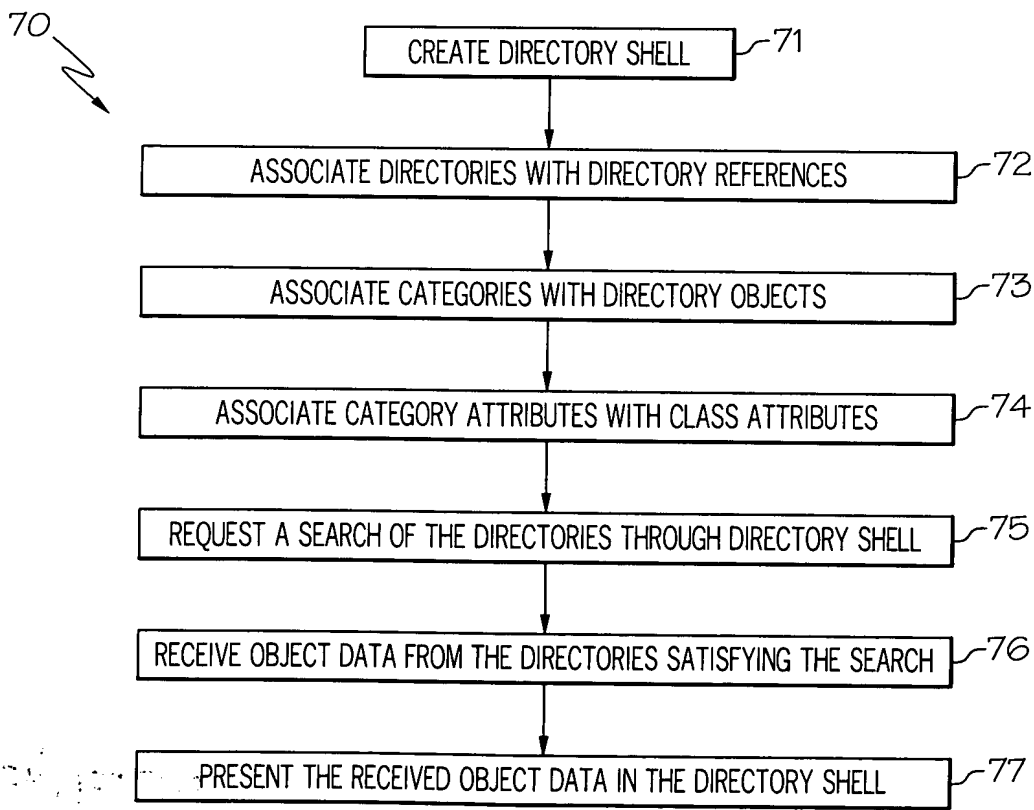 70
CREATE DIRECTORY SHELL 71
ASSOCIATE DIRECTORIES WITH DIRECTORY REFERENCES 72
ASSOCIATE CATEGORIES WITH DIRECTORY OBJECTS 73
ASSOCIATE CATEGORY ATTRIBUTES WITH CLASS ATTRIBUTES 74
REQUEST A SEARCH OF THE DIRECTORIES THROUGH DIRECTORY SHELL 75
RECEIVE OBJECT DATA FROM THE DIRECTORIES SATISFYING THE SEARCH 76
PRESENT THE RECEIVED OBJECT DATA IN THE DIRECTORY SHELL 77